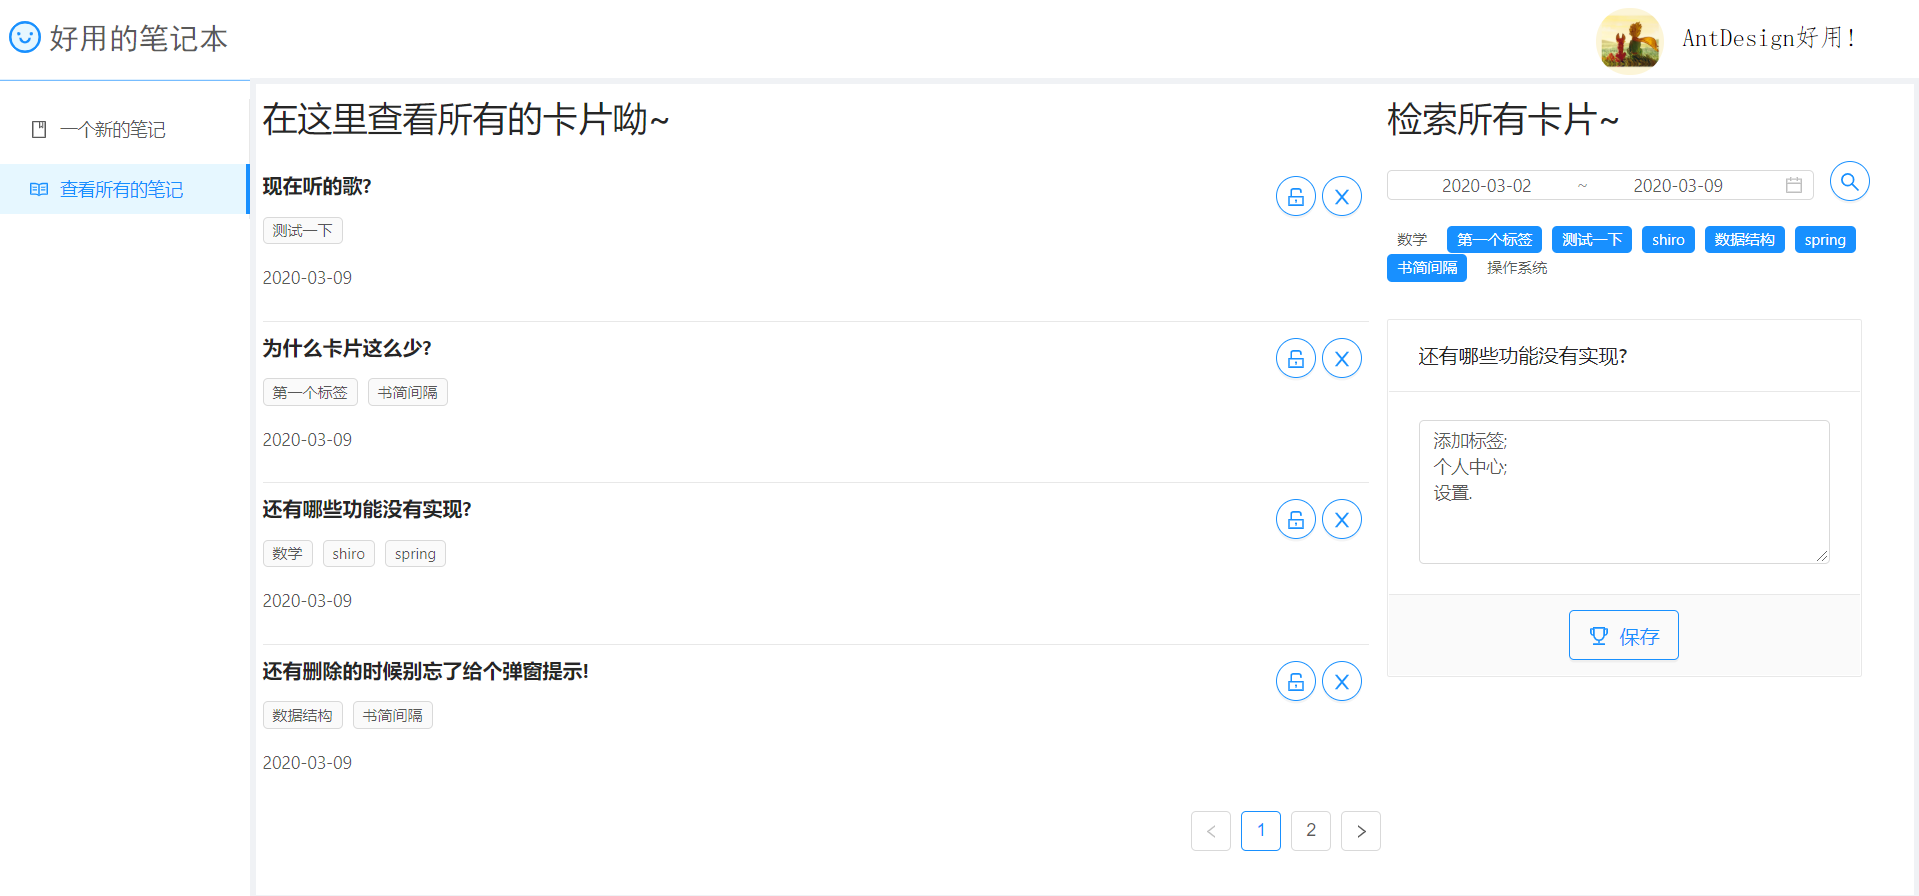 好用的笔记本
AntDesign好用!
一个新的笔记
查看所有的笔记
在这里查看所有的卡片呦~
现在听的歌?
测试一下
2020-03-09
为什么卡片这么少?
第一个标签 书简间隔
2020-03-09
还有哪些功能没有实现?
数学 shiro spring
2020-03-09
还有删除的时候别忘了给个弹窗提示!
数据结构 书简间隔
2020-03-09
< 1 2 >
检索所有卡片~
2020-03-02 ~ 2020-03-09
数学 第一个标签 测试一下 shiro 数据结构 spring
书简间隔 操作系统
还有哪些功能没有实现?
添加标签;
个人中心;
设置.
保存